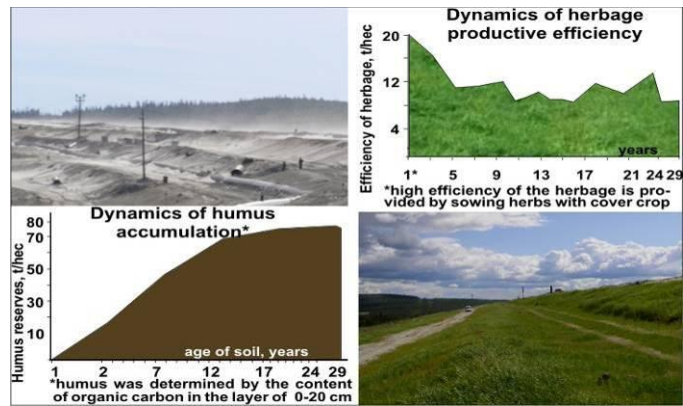 Dynamics of herbage
productive efficiency
Efficiency of herbage, t/hec
20
12
4
years
1* 5 9 13 17 21 24 29
*high efficiency of the herbage is pro-
vided by sowing herbs with cover crop
Dynamics of humus
accumulation*
Humus reserves, t/hec
80
70
50
30
10
age of soil, years
1 2 7 12 17 24 29
*humus was determined by the content
of organic carbon in the layer of 0-20 cm